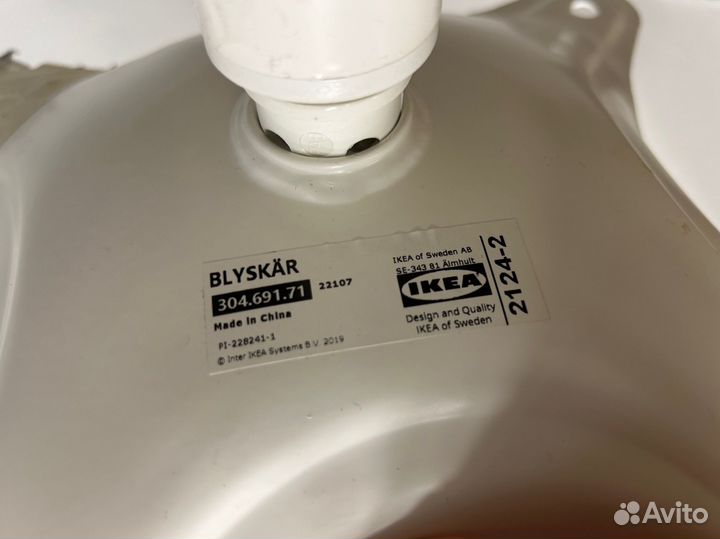 BLYSKÄR
304.691.71 22107
Made in China
PI-228241-1
© Inter IKEA Systems B.V. 2019
IKEA of Sweden AB
SE-343 81 Älmhult
IKEA
Design and Quality
IKEA of Sweden
2124-2
Avito